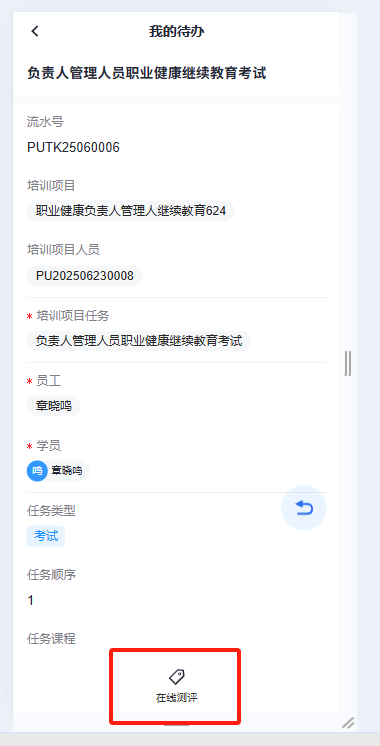 我的待办
负责人管理人员职业健康继续教育考试
流水号
PUTK25060006
培训项目
职业健康负责人管理人继续教育624
培训项目人员
PU202506230008
* 培训项目任务
负责人管理人员职业健康继续教育考试
* 员工
章晓鸣
* 学员
鸣 章晓鸣
任务类型
考试
任务顺序
1
任务课程
在线测评